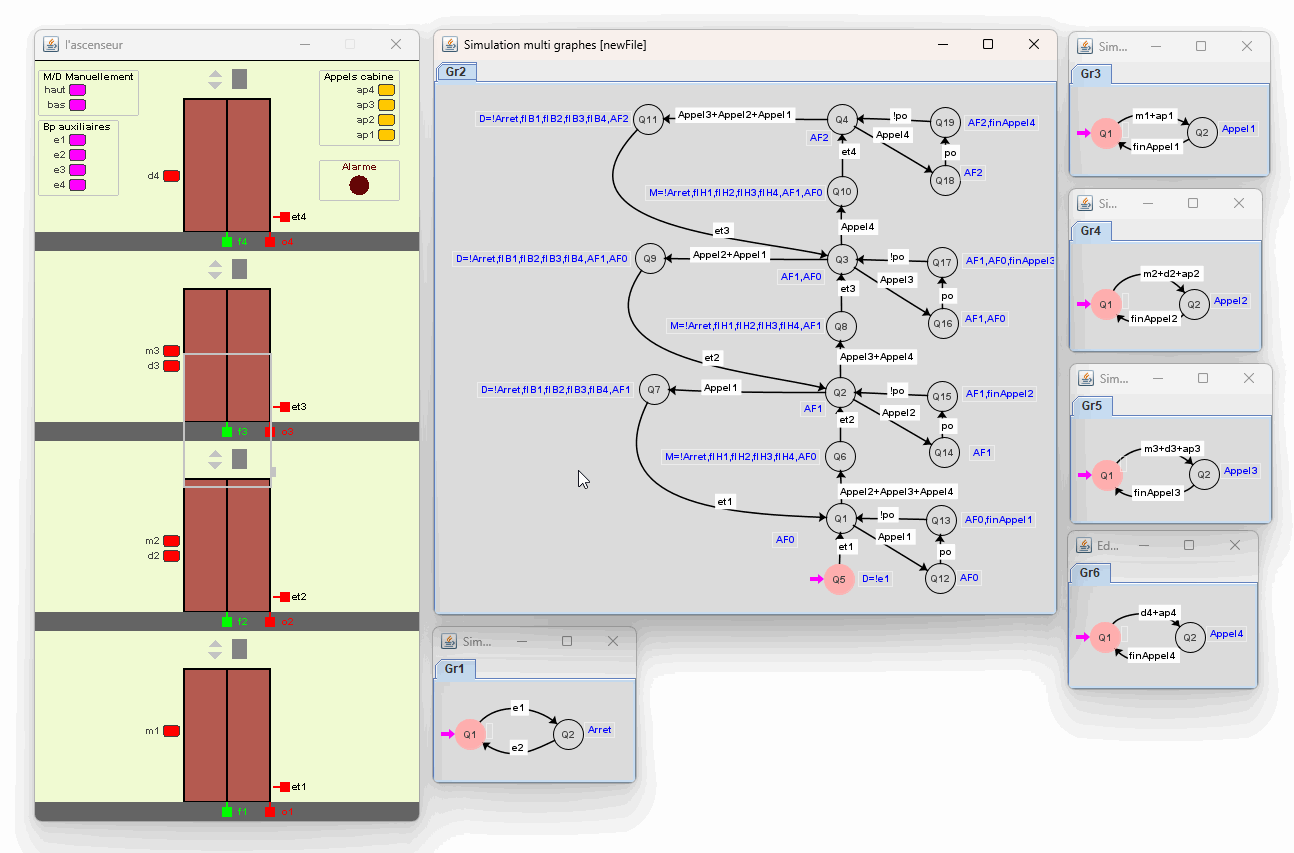 l'ascenseur
M/D Manuellement
haut
bas
Bp auxiliaires
e1
e2
e3
e4
Appels cabine
ap4
ap3
ap2
ap1
Alarme
d4
et4
f4
o4
m3
d3
et3
f3
o3
m2
d2
et2
f2
o2
m1
et1
f1
o1
Simulation multi graphes [newFile]
Gr2
D=!Arret,flB1,flB2,flB3,flB4,AF2
Q11
Appel3+Appel2+Appel1
Q4
!po
Q19
AF2,finAppel4
AF2
Appel4
et4
po
AF2
M=!Arret,flH1,flH2,flH3,flH4,AF1,AF0
Q10
Q18
Appel4
et3
D=!Arret,flB1,flB2,flB3,flB4,AF1,AF0
Q9
Appel2+Appel1
Q3
!po
Q17
AF1,AF0,finAppel3
AF1,AF0
Appel3
et3
po
M=!Arret,flH1,flH2,flH3,flH4,AF1
Q8
Q16
AF1,AF0
et2
Appel3+Appel4
D=!Arret,flB1,flB2,flB3,flB4,AF1
Q7
Appel1
Q2
!po
Q15
AF1,finAppel2
AF1
Appel2
et2
po
M=!Arret,flH1,flH2,flH3,flH4,AF0
Q6
Q14
AF1
Appel2+Appel3+Appel4
et1
Q1
!po
Q13
AF0,finAppel1
AF0
Appel1
et1
po
Q5
D=!e1
Q12
AF0
Sim...
Gr1
Q1
e1
e2
Q2
Arret
Sim...
Gr3
Q1
m1+ap1
finAppel1
Q2
Appel1
Si...
Gr4
Q1
m2+d2+ap2
finAppel2
Q2
Appel2
Sim...
Gr5
Q1
m3+d3+ap3
finAppel3
Q2
Appel3
Ed...
Gr6
Q1
d4+ap4
finAppel4
Q2
Appel4